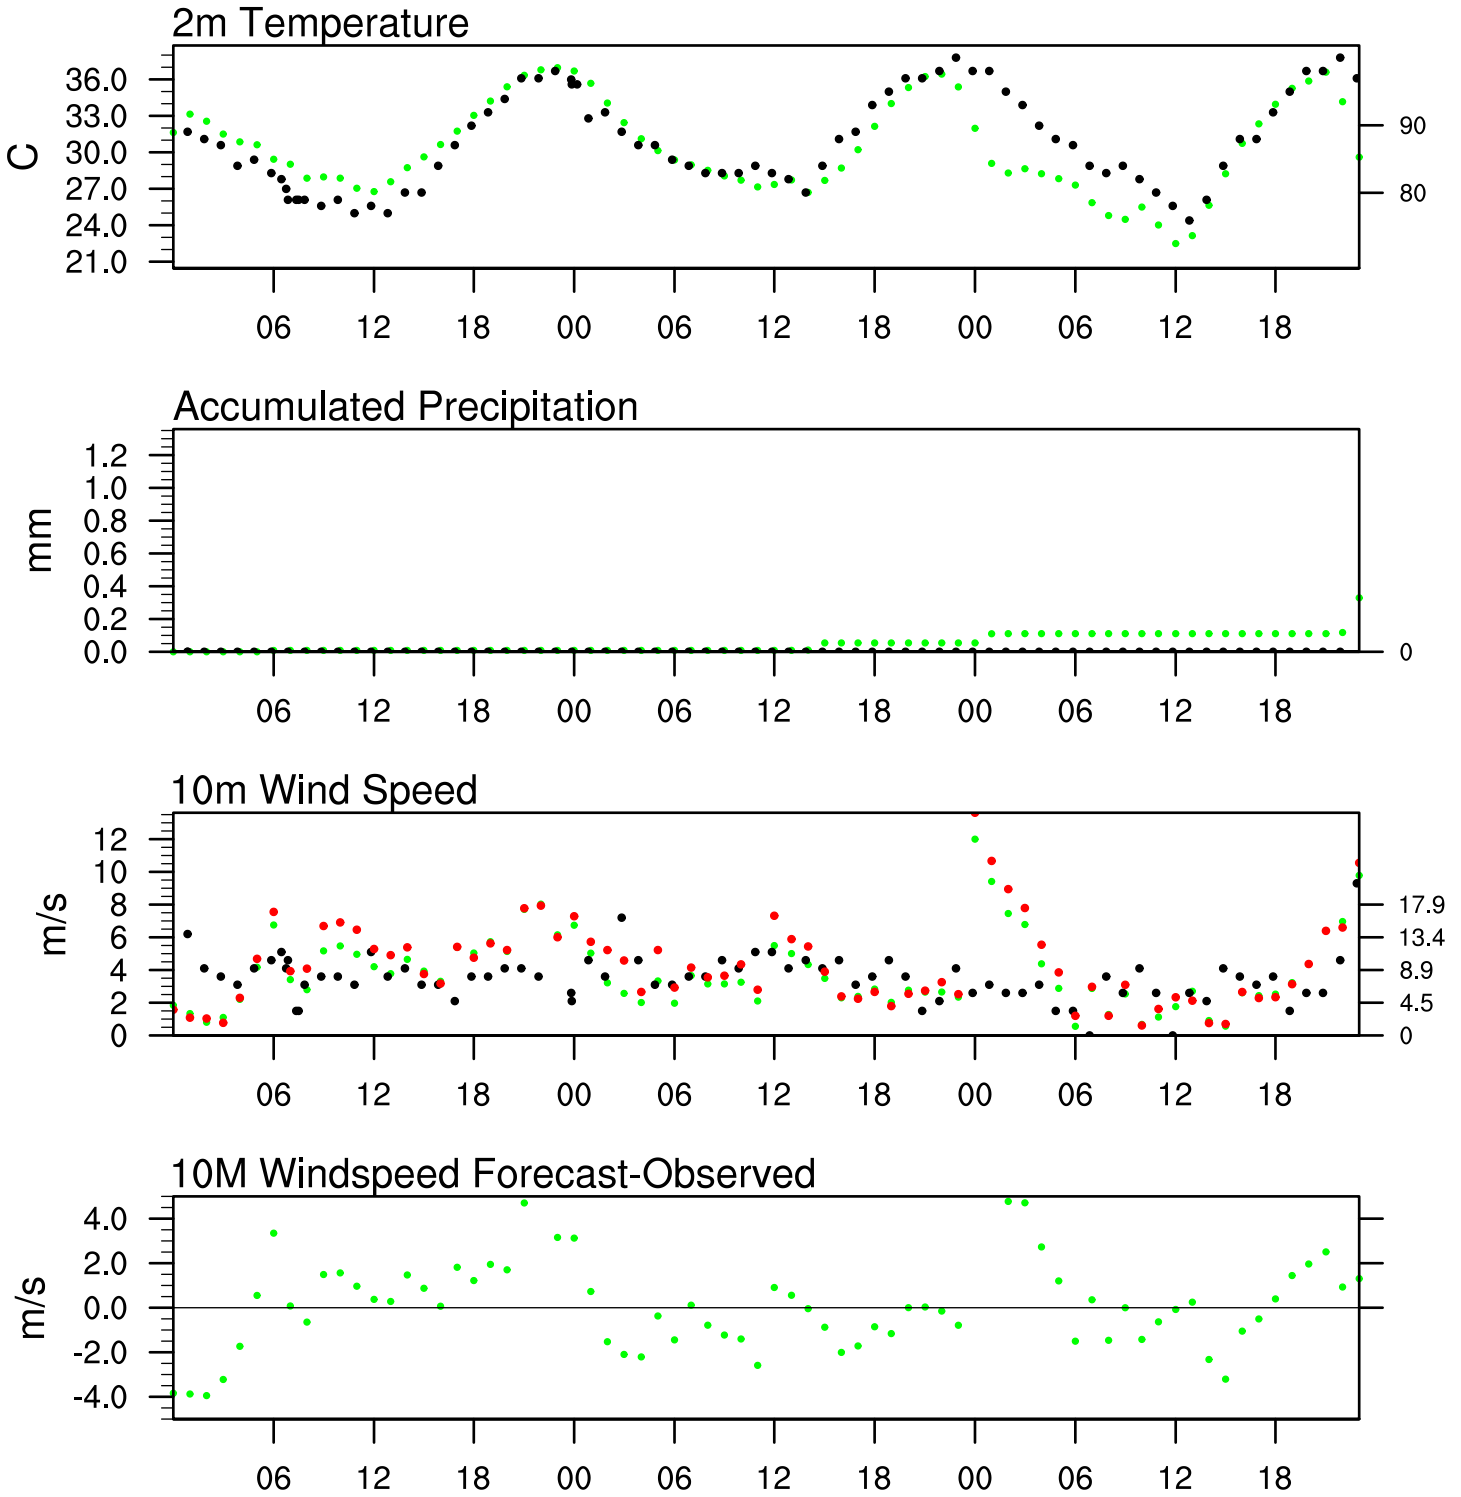 2m Temperature
36.0
33.0
30.0
27.0
24.0
21.0
C
90
80
06 12 18 00 06 12 18 00 06 12 18
Accumulated Precipitation
1.2
1.0
0.8
0.6
0.4
0.2
0.0
mm
0
06 12 18 00 06 12 18 00 06 12 18
10m Wind Speed
12
10
8
6
4
2
0
m/s
17.9
13.4
8.9
4.5
0
06 12 18 00 06 12 18 00 06 12 18
10M Windspeed Forecast-Observed
4.0
2.0
0.0
-2.0
-4.0
m/s
06 12 18 00 06 12 18 00 06 12 18